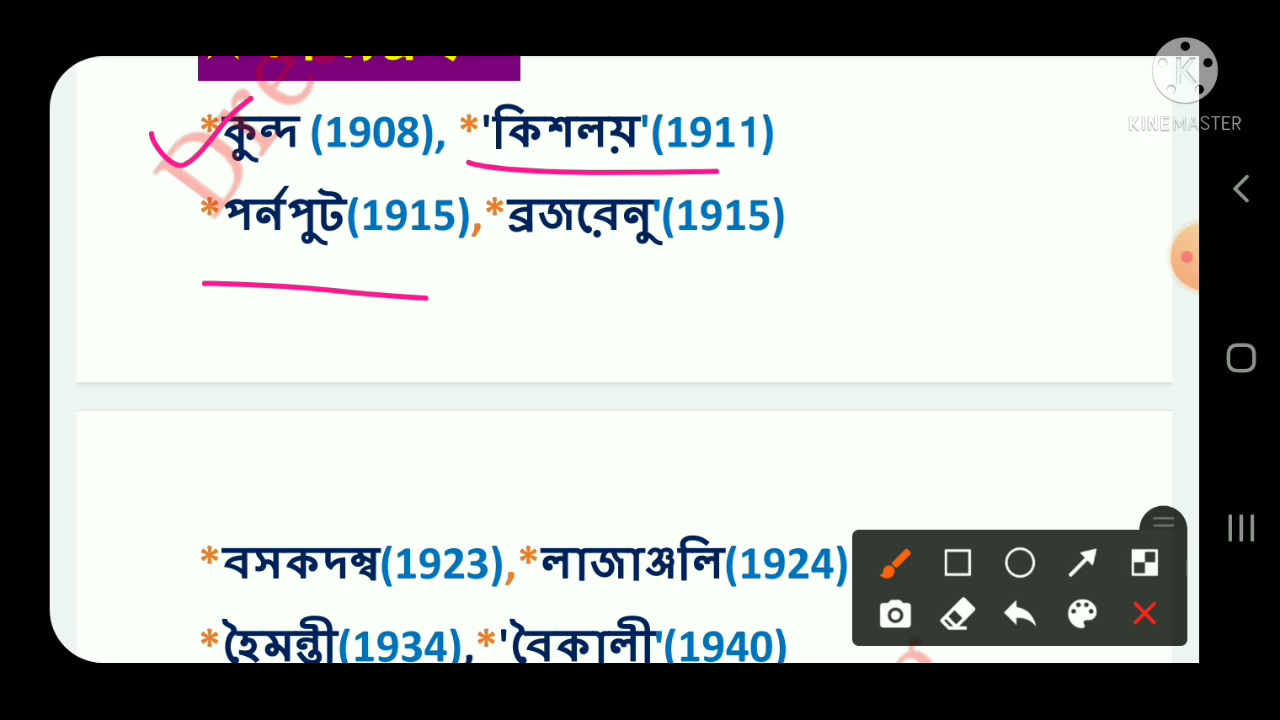 KINEMASTER
*কুন্দ (1908), *'কিশলয়'(1911)
*পর্নপুট(1915),*ব্রজরেনু'(1915)
*বসকদম্ব(1923),*লাজাঞ্জলি(1924)
*হৈমন্তী(1934),*'বৈকালী'(1940)